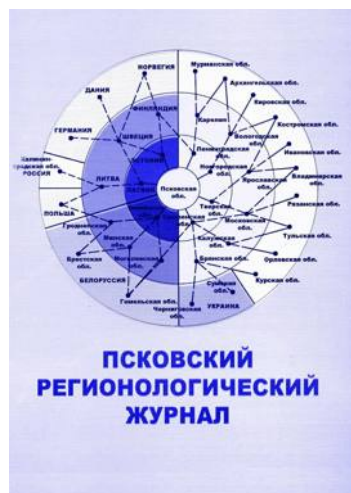 НОРВЕГИЯ
Мурманская обл.
ДАНИЯ
Архангельская обл.
ФИНЛЯНДИЯ
Кировская обл.
Карелия
Костромская обл.
ГЕРМАНИЯ
ШВЕЦИЯ
Вологодская
обл.
Ленинградская
обл.
Ивановская
обл.
ЭСТОНИЯ
Новгородская
обл.
Калинин-
градская обл.
РОССИЯ
Ярославская
обл.
Владимирская
обл.
ЛИТВА
ЛАТВИЯ
Псковская
обл.
Рязанская обл.
ПОЛЬША
Тверская
обл.
Московская
обл.
Гродненская
обл.
Минская
обл.
Калужская
обл.
Тульская
обл.
Брестская
обл.
Могилевская
обл.
Брянская
обл.
Орловская обл.
БЕЛОРУССИЯ
Сумская
обл.
Курская обл.
Гомельская обл.
Черниговская
обл.
УКРАИНА
ПСКОВСКИЙ
РЕГИОНОЛОГИЧЕСКИЙ
ЖУРНАЛ